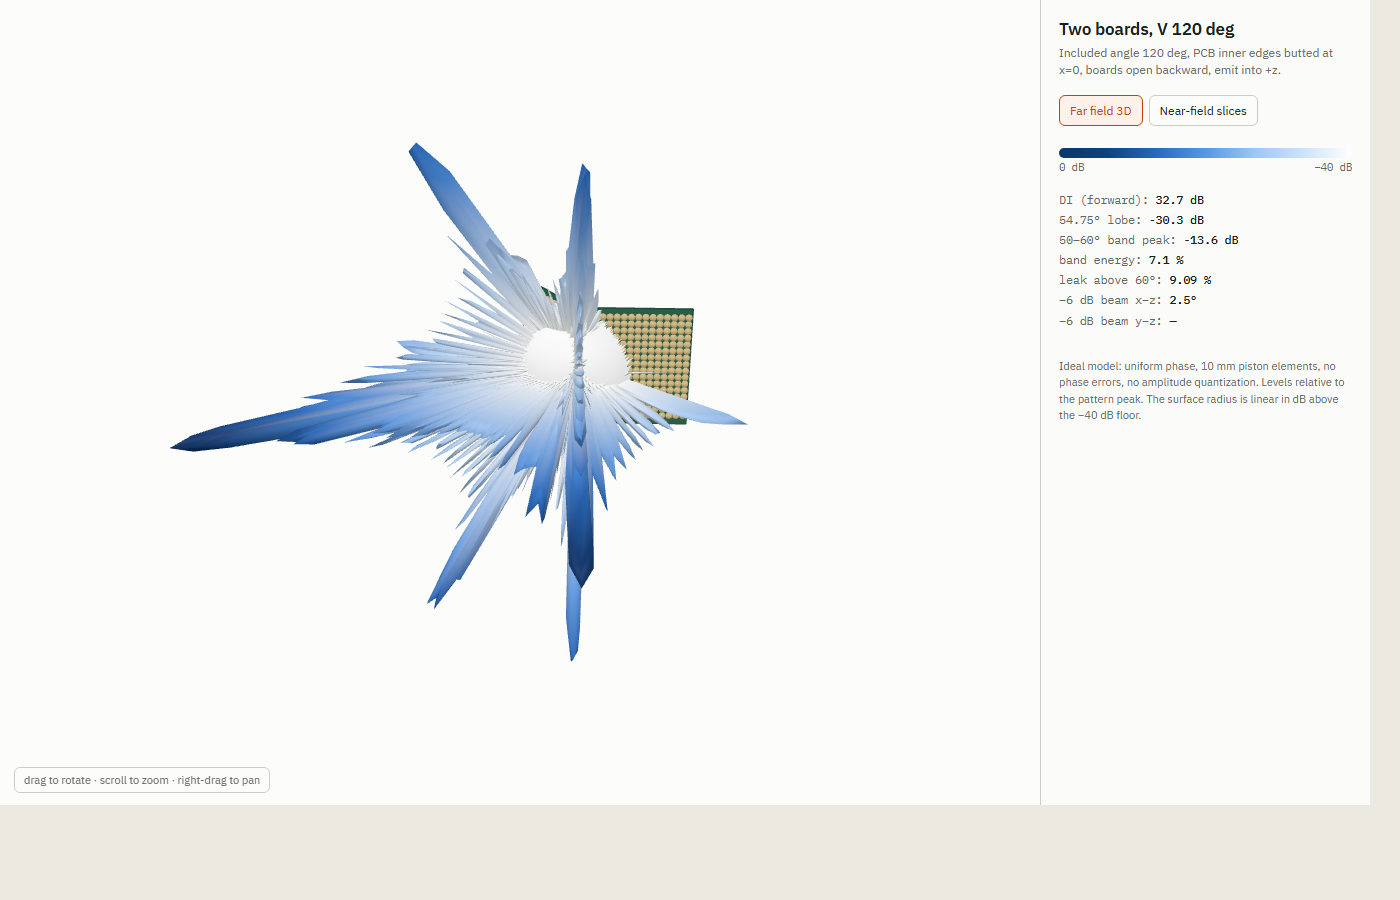 Two boards, V 120 deg
Included angle 120 deg, PCB inner edges butted at
x=0, boards open backward, emit into +z.
Far field 3D
Near-field slices
0 dB
−40 dB
DI (forward): 32.7 dB
54.75° lobe: -30.3 dB
50–60° band peak: -13.6 dB
band energy: 7.1 %
leak above 60°: 9.09 %
−6 dB beam x–z: 2.5°
−6 dB beam y–z: —
Ideal model: uniform phase, 10 mm piston elements, no
phase errors, no amplitude quantization. Levels relative to
the pattern peak. The surface radius is linear in dB above
the −40 dB floor.
drag to rotate · scroll to zoom · right-drag to pan